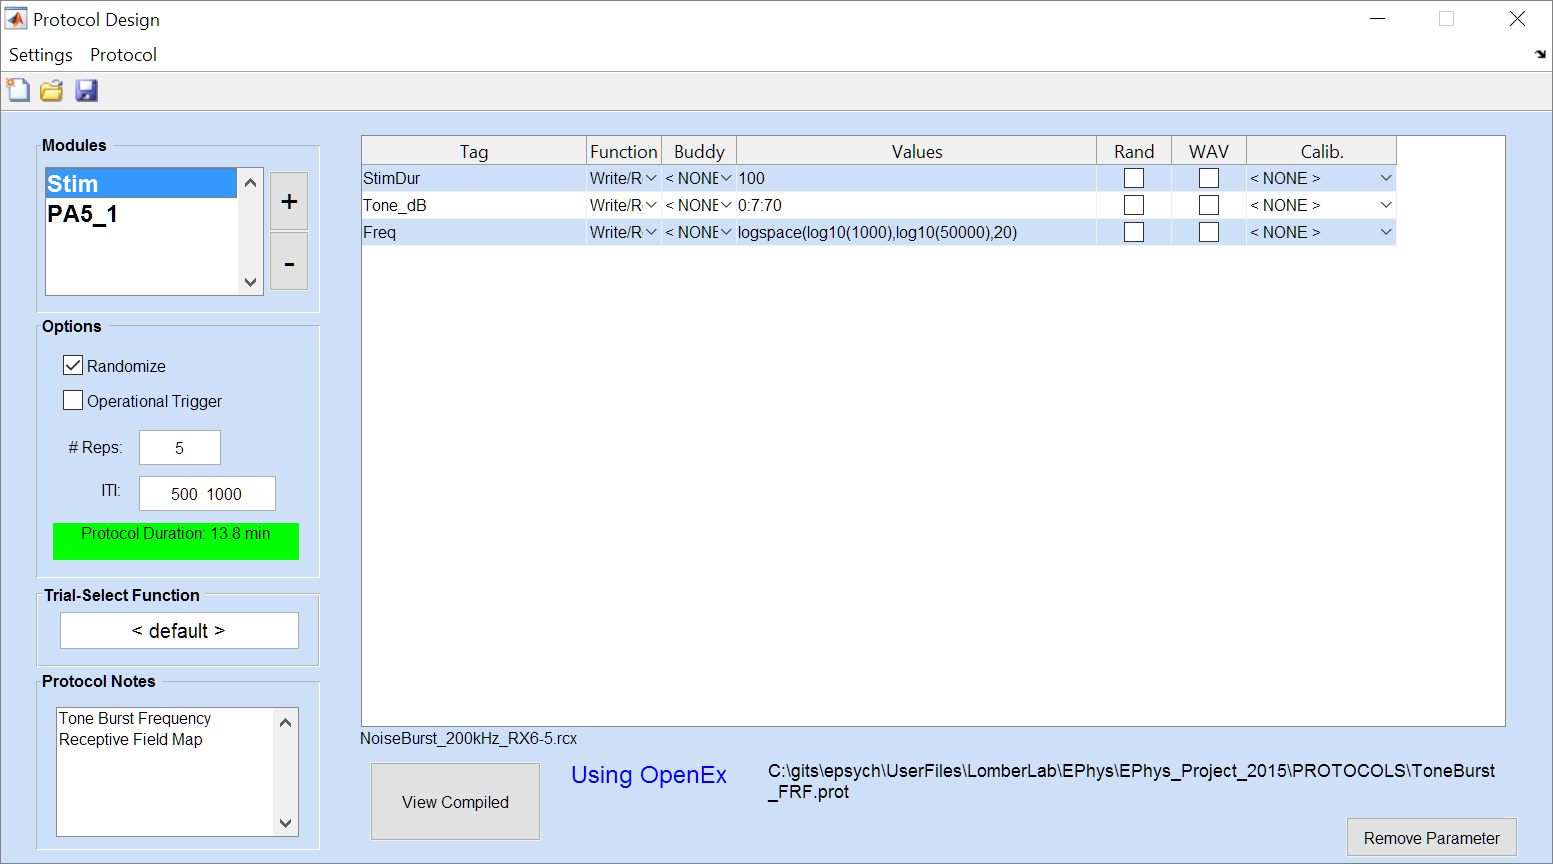 Protocol Design
Settings Protocol
Modules
Stim
PA5_1
+
-
Options
Randomize
Operational Trigger
# Reps: 5
ITI: 500 1000
Protocol Duration: 13.8 min
Trial-Select Function
< default >
Protocol Notes
Tone Burst Frequency
Receptive Field Map
Tag Function Buddy Values Rand WAV Calib.
StimDur Write/R < NONE 100 < NONE >
Tone_dB Write/R < NONE 0:7:70 < NONE >
Freq Write/R < NONE logspace(log10(1000),log10(50000),20) < NONE >
NoiseBurst_200kHz_RX6-5.rcx
View Compiled
Using OpenEx
C:\gits\epsych\UserFiles\LomberLab\EPhys\EPhys_Project_2015\PROTOCOLS\ToneBurst
_FRF.prot
Remove Parameter